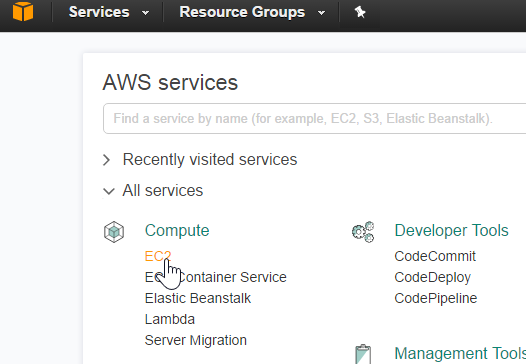 Services Resource Groups
AWS services
Find a service by name (for example, EC2, S3, Elastic Beanstalk).
Recently visited services
All services
Compute
EC2
Container Service
Elastic Beanstalk
Lambda
Server Migration
Developer Tools
CodeCommit
CodeDeploy
CodePipeline
Management Tools